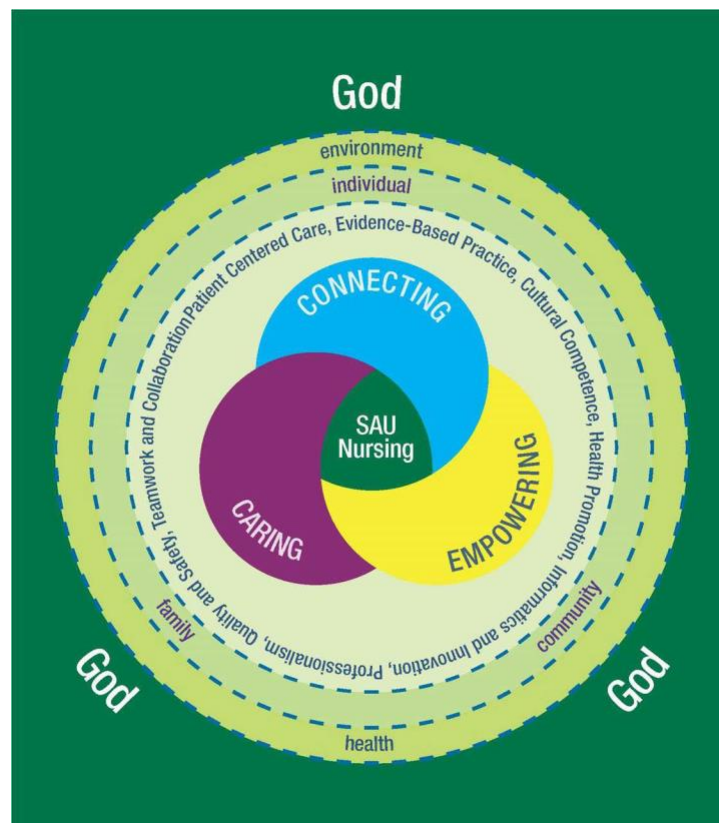 God
environment
individual
Patient Centered Care, Evidence-Based Practice, Cultural Competence, Health Promotion, Informatics and Innovation, Professionalism, Quality and Safety, Teamwork and Collaboration
CONNECTING
SAU
Nursing
CARING
EMPOWERING
family
community
God
God
health